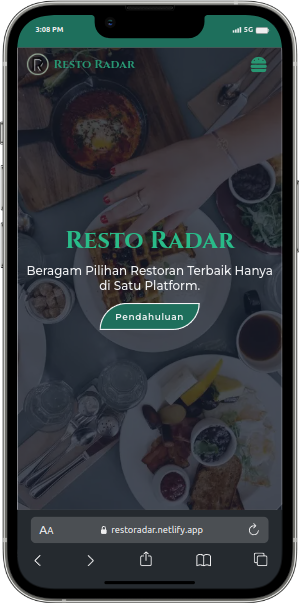 3:08 PM
5G
RESTO RADAR
RESTO RADAR
Beragam Pilihan Restoran Terbaik Hanya
di Satu Platform.
Pendahuluan
AA
restoradar.netlify.app